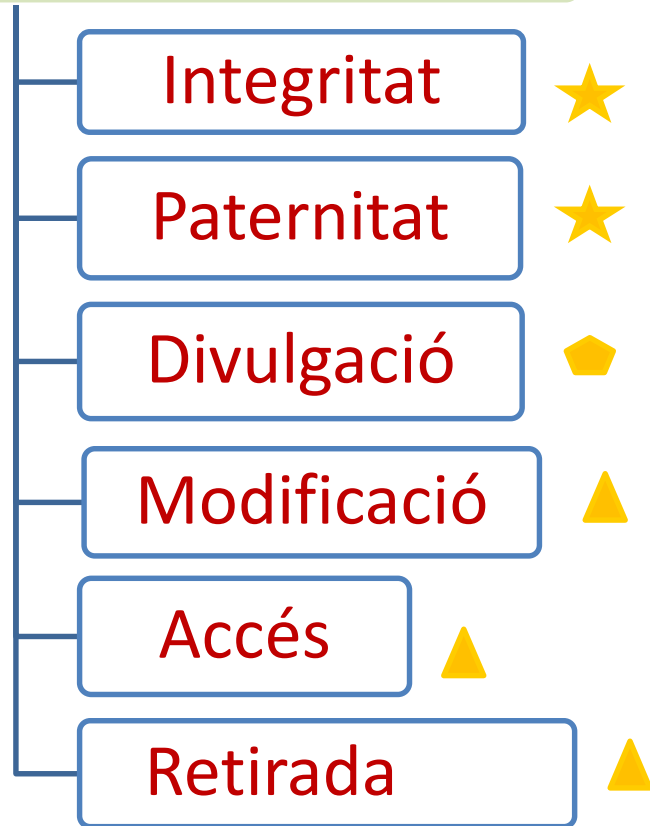 Integritat
Paternitat
Divulgació
Modificació
Accés
Retirada